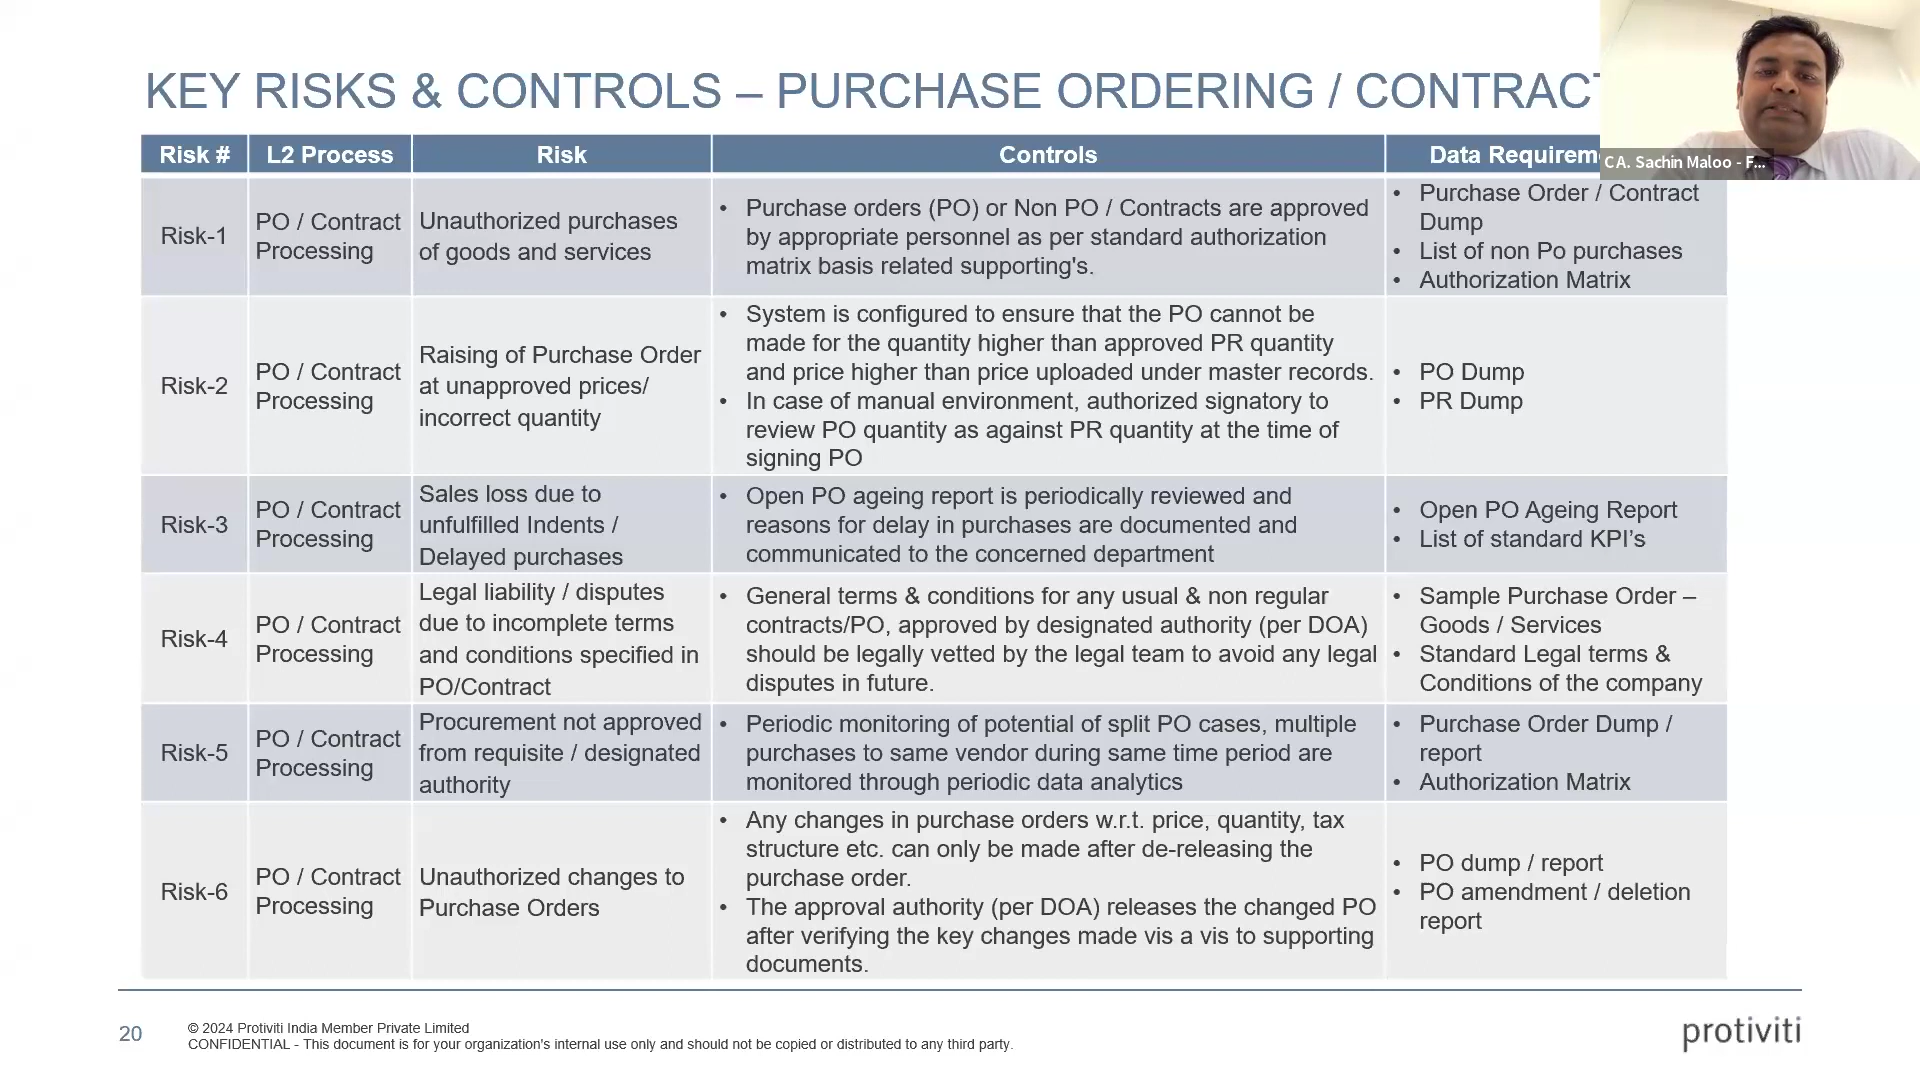 KEY RISKS & CONTROLS – PURCHASE ORDERING / CONTRACT
CA. Sachin Maloo - F...
Risk #
L2 Process
Risk
Controls
Data Requirem
Risk-1
PO / Contract
Processing
Unauthorized purchases
of goods and services
• Purchase orders (PO) or Non PO / Contracts are approved
by appropriate personnel as per standard authorization
matrix basis related supporting's.
• Purchase Order / Contract
Dump
• List of non Po purchases
• Authorization Matrix
Risk-2
PO / Contract
Processing
Raising of Purchase Order
at unapproved prices/
incorrect quantity
• System is configured to ensure that the PO cannot be
made for the quantity higher than approved PR quantity
and price higher than price uploaded under master records.
• In case of manual environment, authorized signatory to
review PO quantity as against PR quantity at the time of
signing PO
• PO Dump
• PR Dump
Risk-3
PO / Contract
Processing
Sales loss due to
unfulfilled Indents /
Delayed purchases
• Open PO ageing report is periodically reviewed and
reasons for delay in purchases are documented and
communicated to the concerned department
• Open PO Ageing Report
• List of standard KPI’s
Risk-4
PO / Contract
Processing
Legal liability / disputes
due to incomplete terms
and conditions specified in
PO/Contract
• General terms & conditions for any usual & non regular
contracts/PO, approved by designated authority (per DOA)
should be legally vetted by the legal team to avoid any legal
disputes in future.
• Sample Purchase Order –
Goods / Services
• Standard Legal terms &
Conditions of the company
Risk-5
PO / Contract
Processing
Procurement not approved
from requisite / designated
authority
• Periodic monitoring of potential of split PO cases, multiple
purchases to same vendor during same time period are
monitored through periodic data analytics
• Purchase Order Dump /
report
• Authorization Matrix
Risk-6
PO / Contract
Processing
Unauthorized changes to
Purchase Orders
• Any changes in purchase orders w.r.t. price, quantity, tax
structure etc. can only be made after de-releasing the
purchase order.
• The approval authority (per DOA) releases the changed PO
after verifying the key changes made vis a vis to supporting
documents.
• PO dump / report
• PO amendment / deletion
report
20
© 2024 Protiviti India Member Private Limited
CONFIDENTIAL - This document is for your organization's internal use only and should not be copied or distributed to any third party.
protiviti